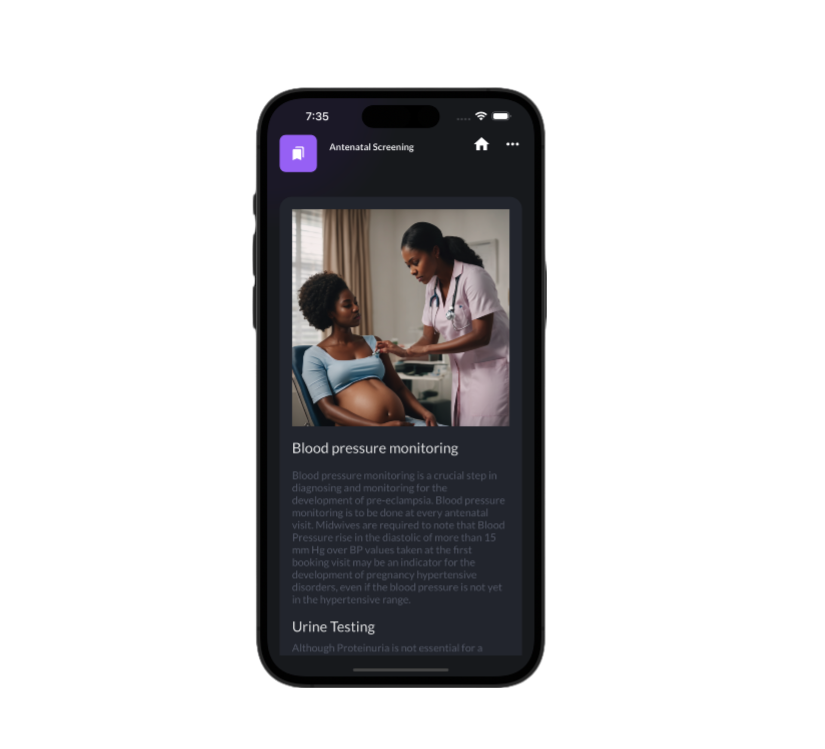 7:35
Antenatal Screening
Blood pressure monitoring
Blood pressure monitoring is a crucial step in
diagnosing and monitoring for the
development of pre-eclampsia. Blood pressure
monitoring is to be done at every antenatal
visit. Midwives are required to note that Blood
Pressure rise in the diastolic of more than 15
mm Hg over BP values taken at the first
booking visit may be an indicator for the
development of pregnancy hypertensive
disorders, even if the blood pressure is not yet
in the hypertensive range.
Urine Testing
Although Proteinuria is not essential for a